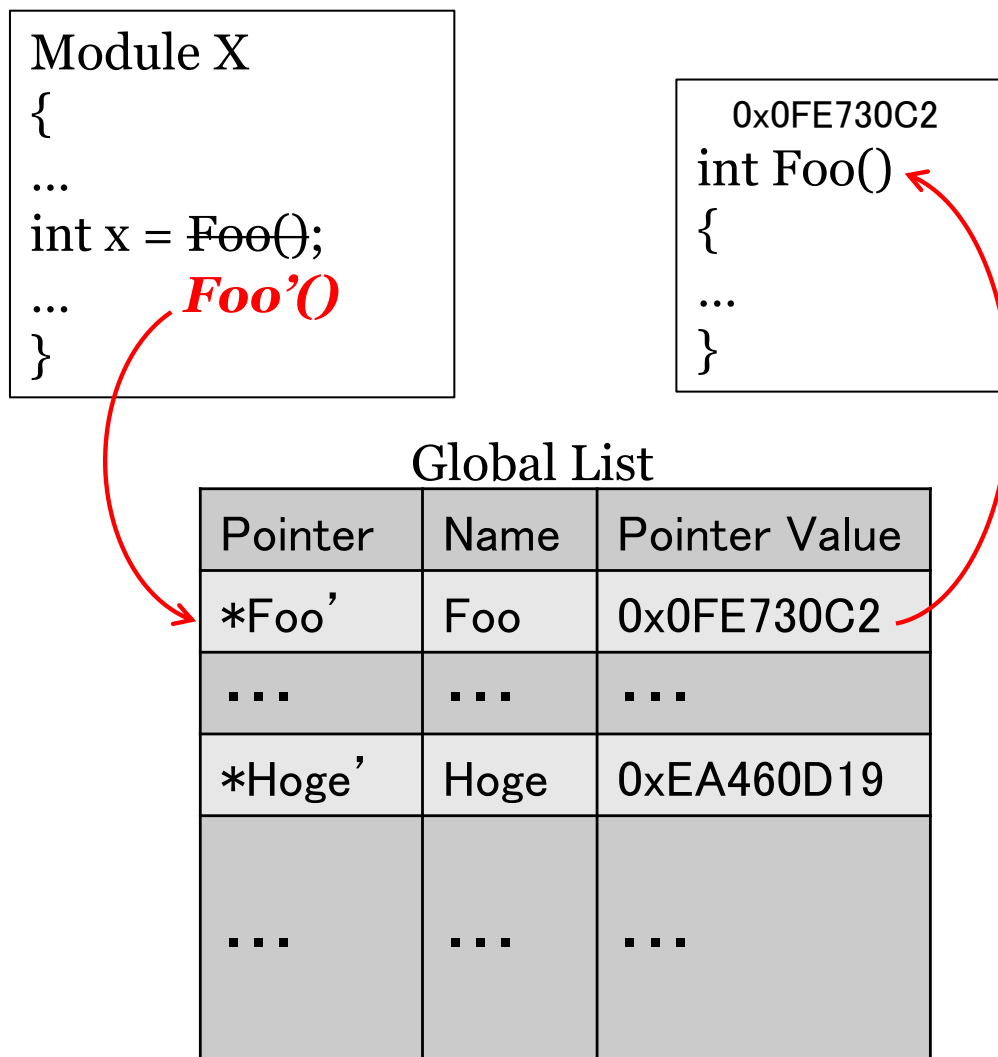 Module X
{
...
int x = Foo();
... Foo’()
}
0x0FE730C2
int Foo()
{
...
}
Global List
Pointer Name Pointer Value
*Foo’ Foo 0x0FE730C2
... ... ...
*Hoge’ Hoge 0xEA460D19
... ... ...